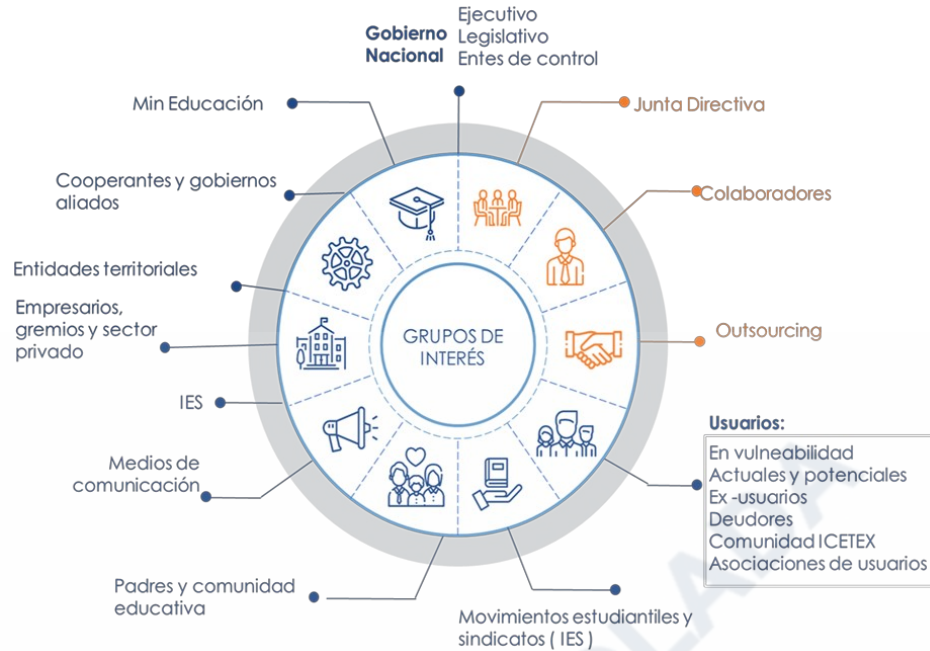 Gobierno
Nacional
Ejecutivo
Legislativo
Entes de control
Min Educación
Junta Directiva
Cooperantes y gobiernos
aliados
Colaboradores
Entidades territoriales
Empresarios,
gremios y sector
privado
GRUPOS DE
INTERÉS
Outsourcing
IES
Usuarios:
En vulneabilidad
Actuales y potenciales
Ex -usuarios
Deudores
Comunidad ICETEX
Asociaciones de usuarios
Medios de
comunicación
Padres y comunidad
educativa
Movimientos estudiantiles y
sindicatos ( IES )